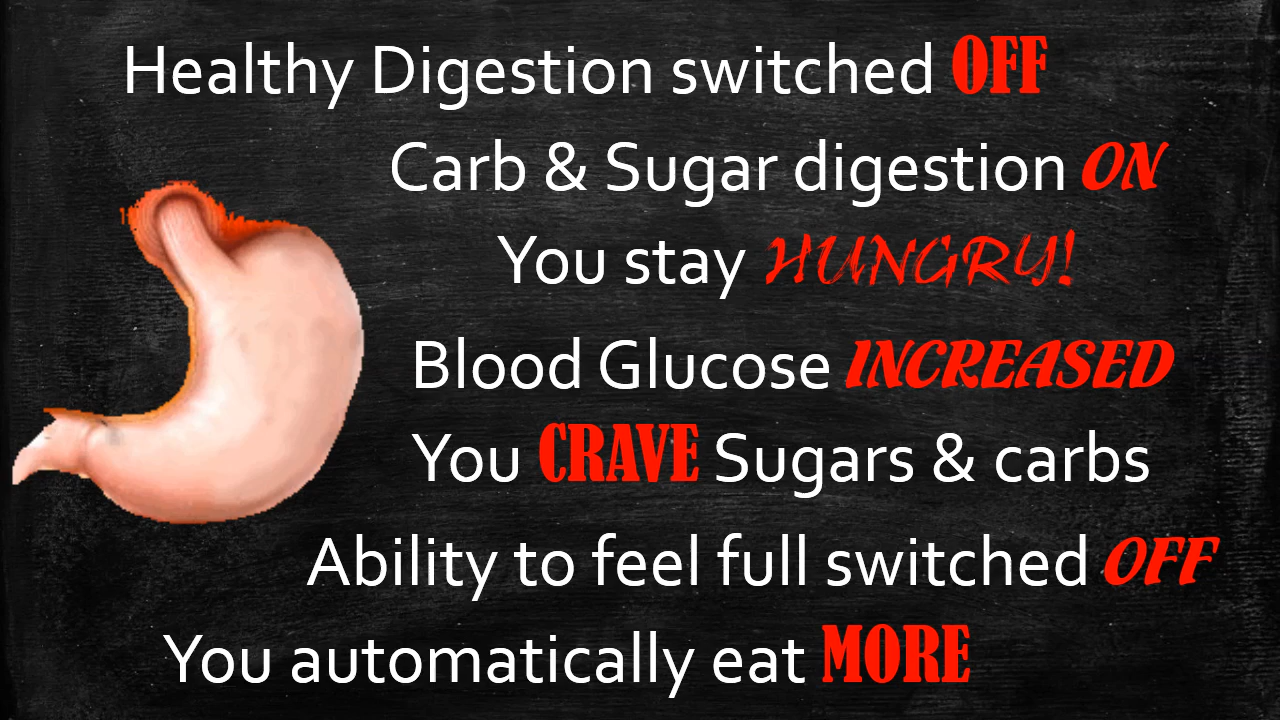 Healthy Digestion switched OFF
Carb & Sugar digestion ON
You stay HUNGRY!
Blood Glucose INCREASED
You CRAVE Sugars & carbs
Ability to feel full switched OFF
You automatically eat MORE